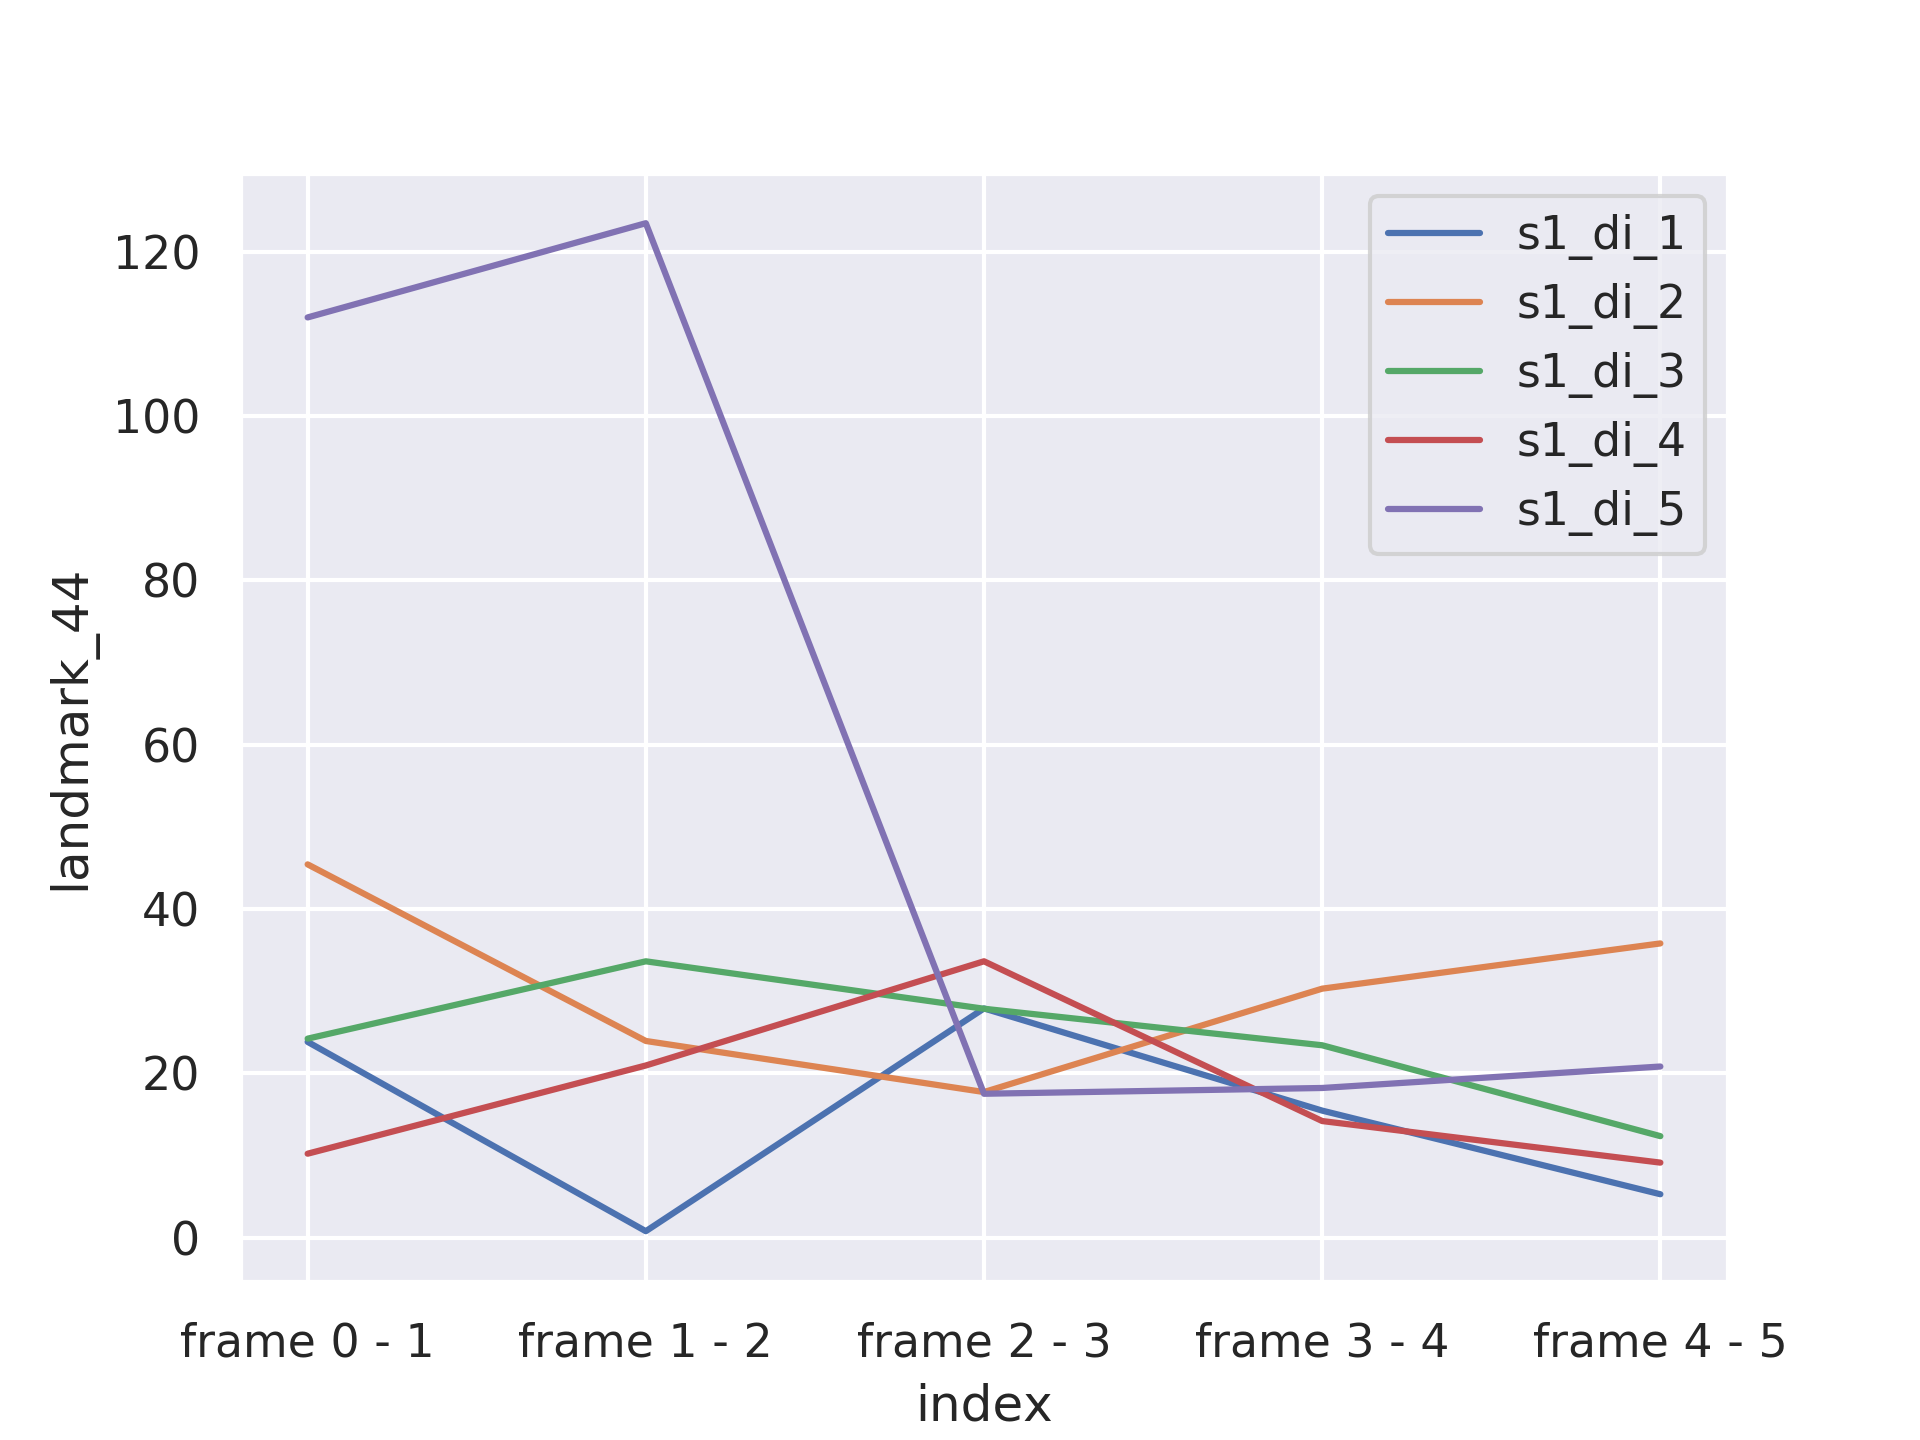 s1_di_1
s1_di_2
s1_di_3
s1_di_4
s1_di_5
120
100
80
60
40
20
0
landmark_44
frame 0 - 1
frame 1 - 2
frame 2 - 3
frame 3 - 4
frame 4 - 5
index